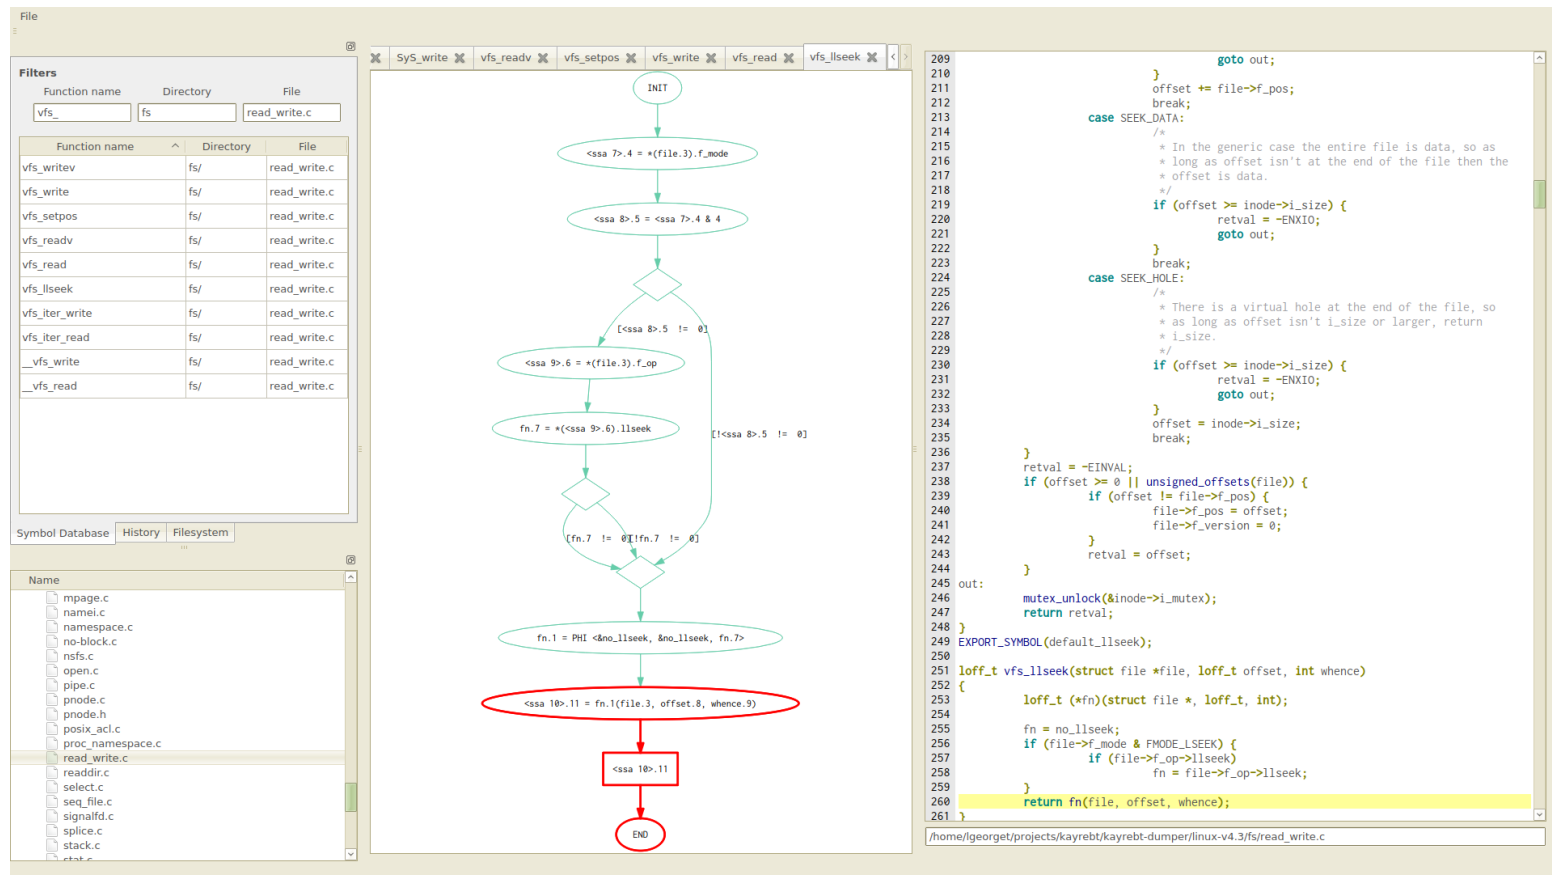 File
Filters
Function name Directory File
vfs_ fs read_write.c
Function name Directory File
vfs_writev fs/ read_write.c
vfs_write fs/ read_write.c
vfs_setpos fs/ read_write.c
vfs_readv fs/ read_write.c
vfs_read fs/ read_write.c
vfs_llseek fs/ read_write.c
vfs_iter_write fs/ read_write.c
vfs_iter_read fs/ read_write.c
__vfs_write fs/ read_write.c
__vfs_read fs/ read_write.c
Symbol Database History Filesystem
Name
mpage.c
namei.c
namespace.c
no-block.c
nsfs.c
open.c
pipe.c
pnode.c
pnode.h
posix_acl.c
proc_namespace.c
read_write.c
readdir.c
select.c
seq_file.c
signalfd.c
splice.c
stack.c
stat.c
SyS_write vfs_readv vfs_setpos vfs_write vfs_read vfs_llseek
INIT
<ssa 7>.4 = *(file.3).f_mode
<ssa 8>.5 = <ssa 7>.4 & 4
[<ssa 8>.5 != 0]
<ssa 9>.6 = *(file.3).f_op
fn.7 = *(<ssa 9>.6).llseek
[!<ssa 8>.5 != 0]
[fn.7 != 0] [!fn.7 != 0]
fn.1 = PHI <&no_llseek, &no_llseek, fn.7>
<ssa 10>.11 = fn.1(file.3, offset.8, whence.9)
<ssa 10>.11
END
209 goto out;
210 }
211 offset += file->f_pos;
212 break;
213 case SEEK_DATA:
214 /*
215 * In the generic case the entire file is data, so as
216 * long as offset isn't at the end of the file then the
217 * offset is data.
218 */
219 if (offset >= inode->i_size) {
220 retval = -ENXIO;
221 goto out;
222 }
223 break;
224 case SEEK_HOLE:
225 /*
226 * There is a virtual hole at the end of the file, so
227 * as long as offset isn't i_size or larger, return
228 * i_size.
229 */
230 if (offset >= inode->i_size) {
231 retval = -ENXIO;
232 goto out;
233 }
234 offset = inode->i_size;
235 break;
236 }
237 retval = -EINVAL;
238 if (offset >= 0 || unsigned_offsets(file)) {
239 if (offset != file->f_pos) {
240 file->f_pos = offset;
241 file->f_version = 0;
242 }
243 retval = offset;
244 }
245 out:
246 mutex_unlock(&inode->i_mutex);
247 return retval;
248 }
249 EXPORT_SYMBOL(default_llseek);
250
251 loff_t vfs_llseek(struct file *file, loff_t offset, int whence)
252 {
253 loff_t (*fn)(struct file *, loff_t, int);
254
255 fn = no_llseek;
256 if (file->f_mode & FMODE_LSEEK) {
257 if (file->f_op->llseek)
258 fn = file->f_op->llseek;
259 }
260 return fn(file, offset, whence);
261 }
/home/lgeorget/projects/kayrebt/kayrebt-dumper/linux-v4.3/fs/read_write.c